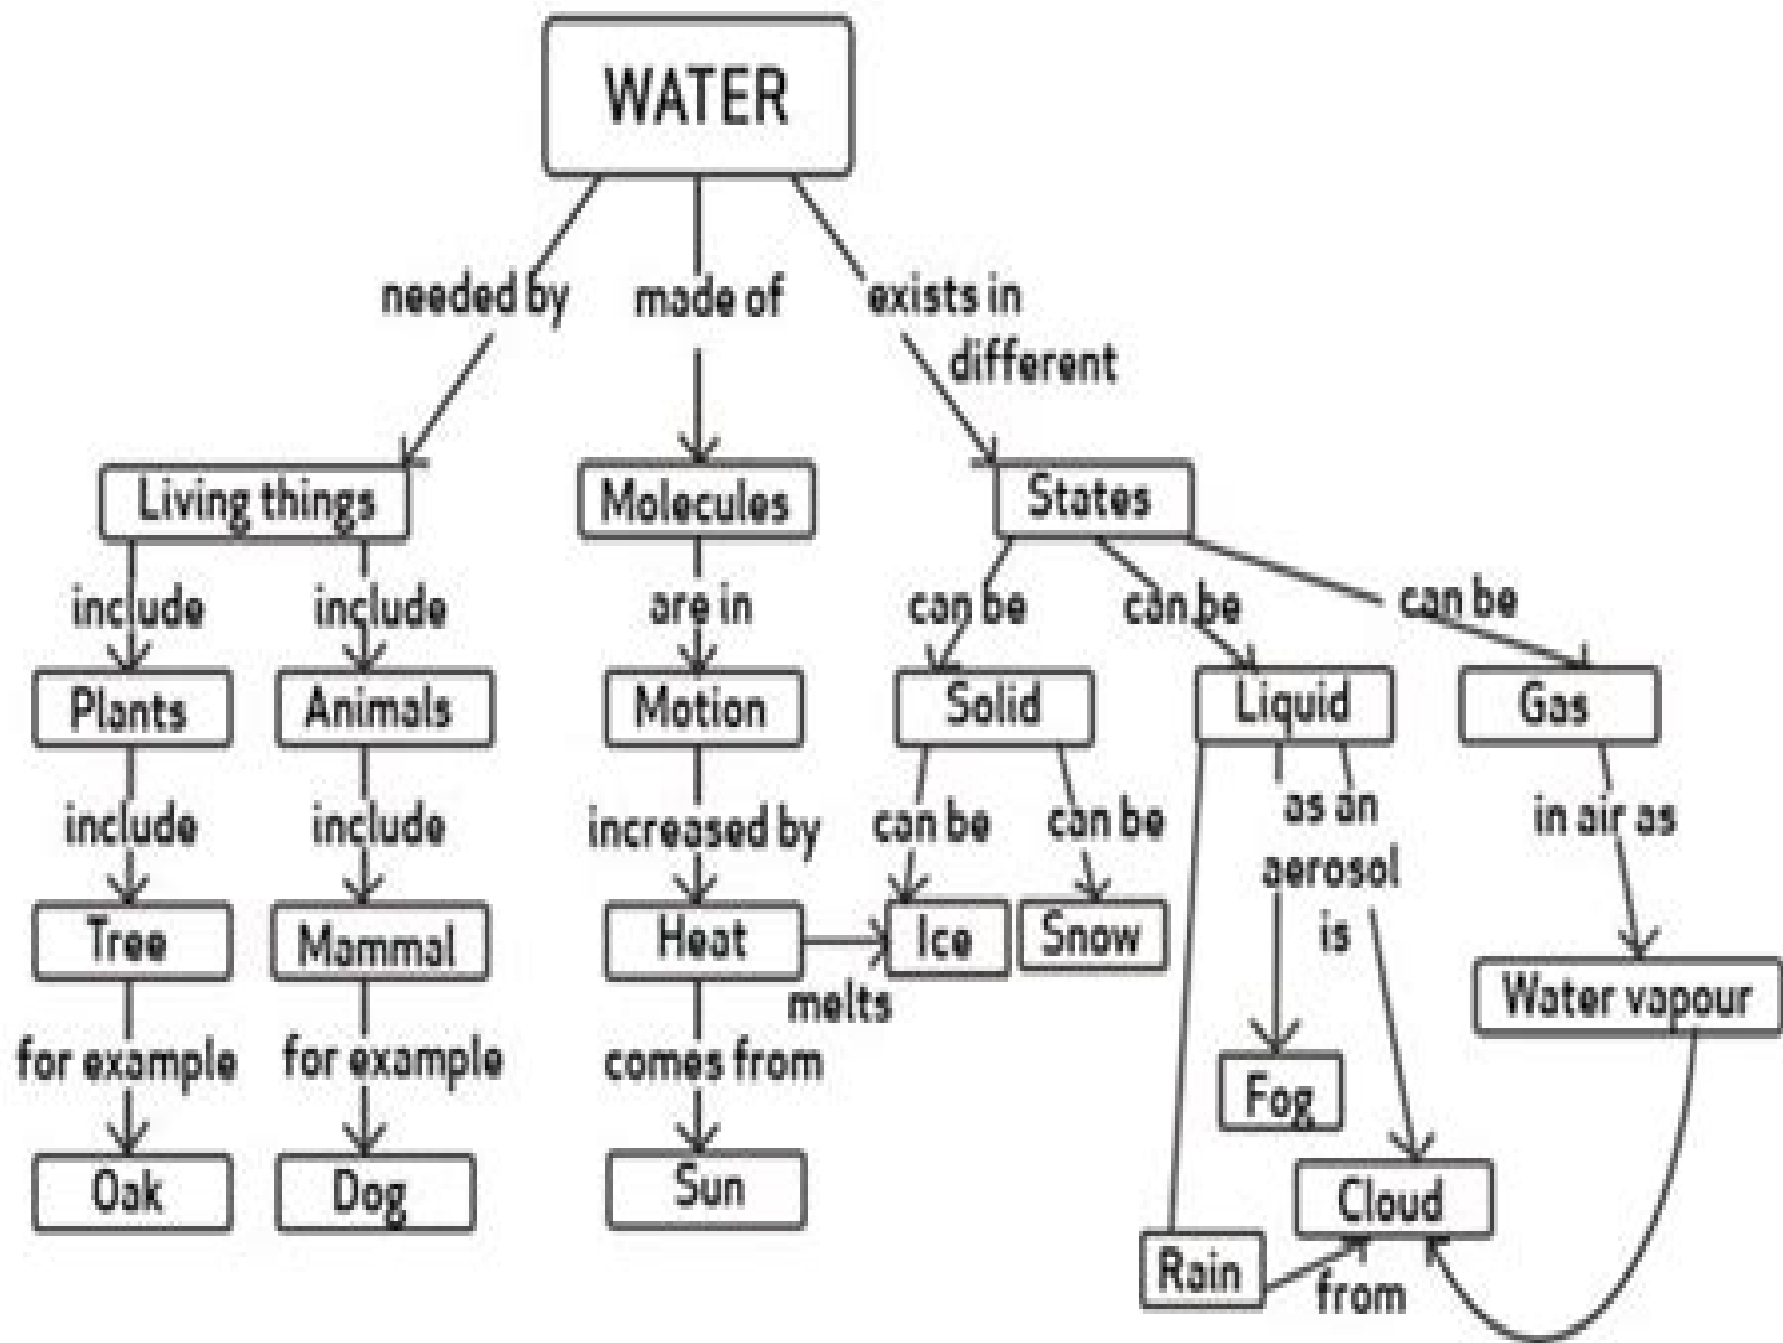 WATER
needed by
made of
exists in
different
Living things
Molecules
States
include
include
are in
can be
can be
can be
Plants
Animals
Motion
Solid
Liquid
Gas
include
include
increased by
can be
can be
as an
aerosol
is
in air as
Tree
Mammal
Heat
melts
Ice
Snow
Water vapour
for example
for example
comes from
Fog
Oak
Dog
Sun
Cloud
Rain
from